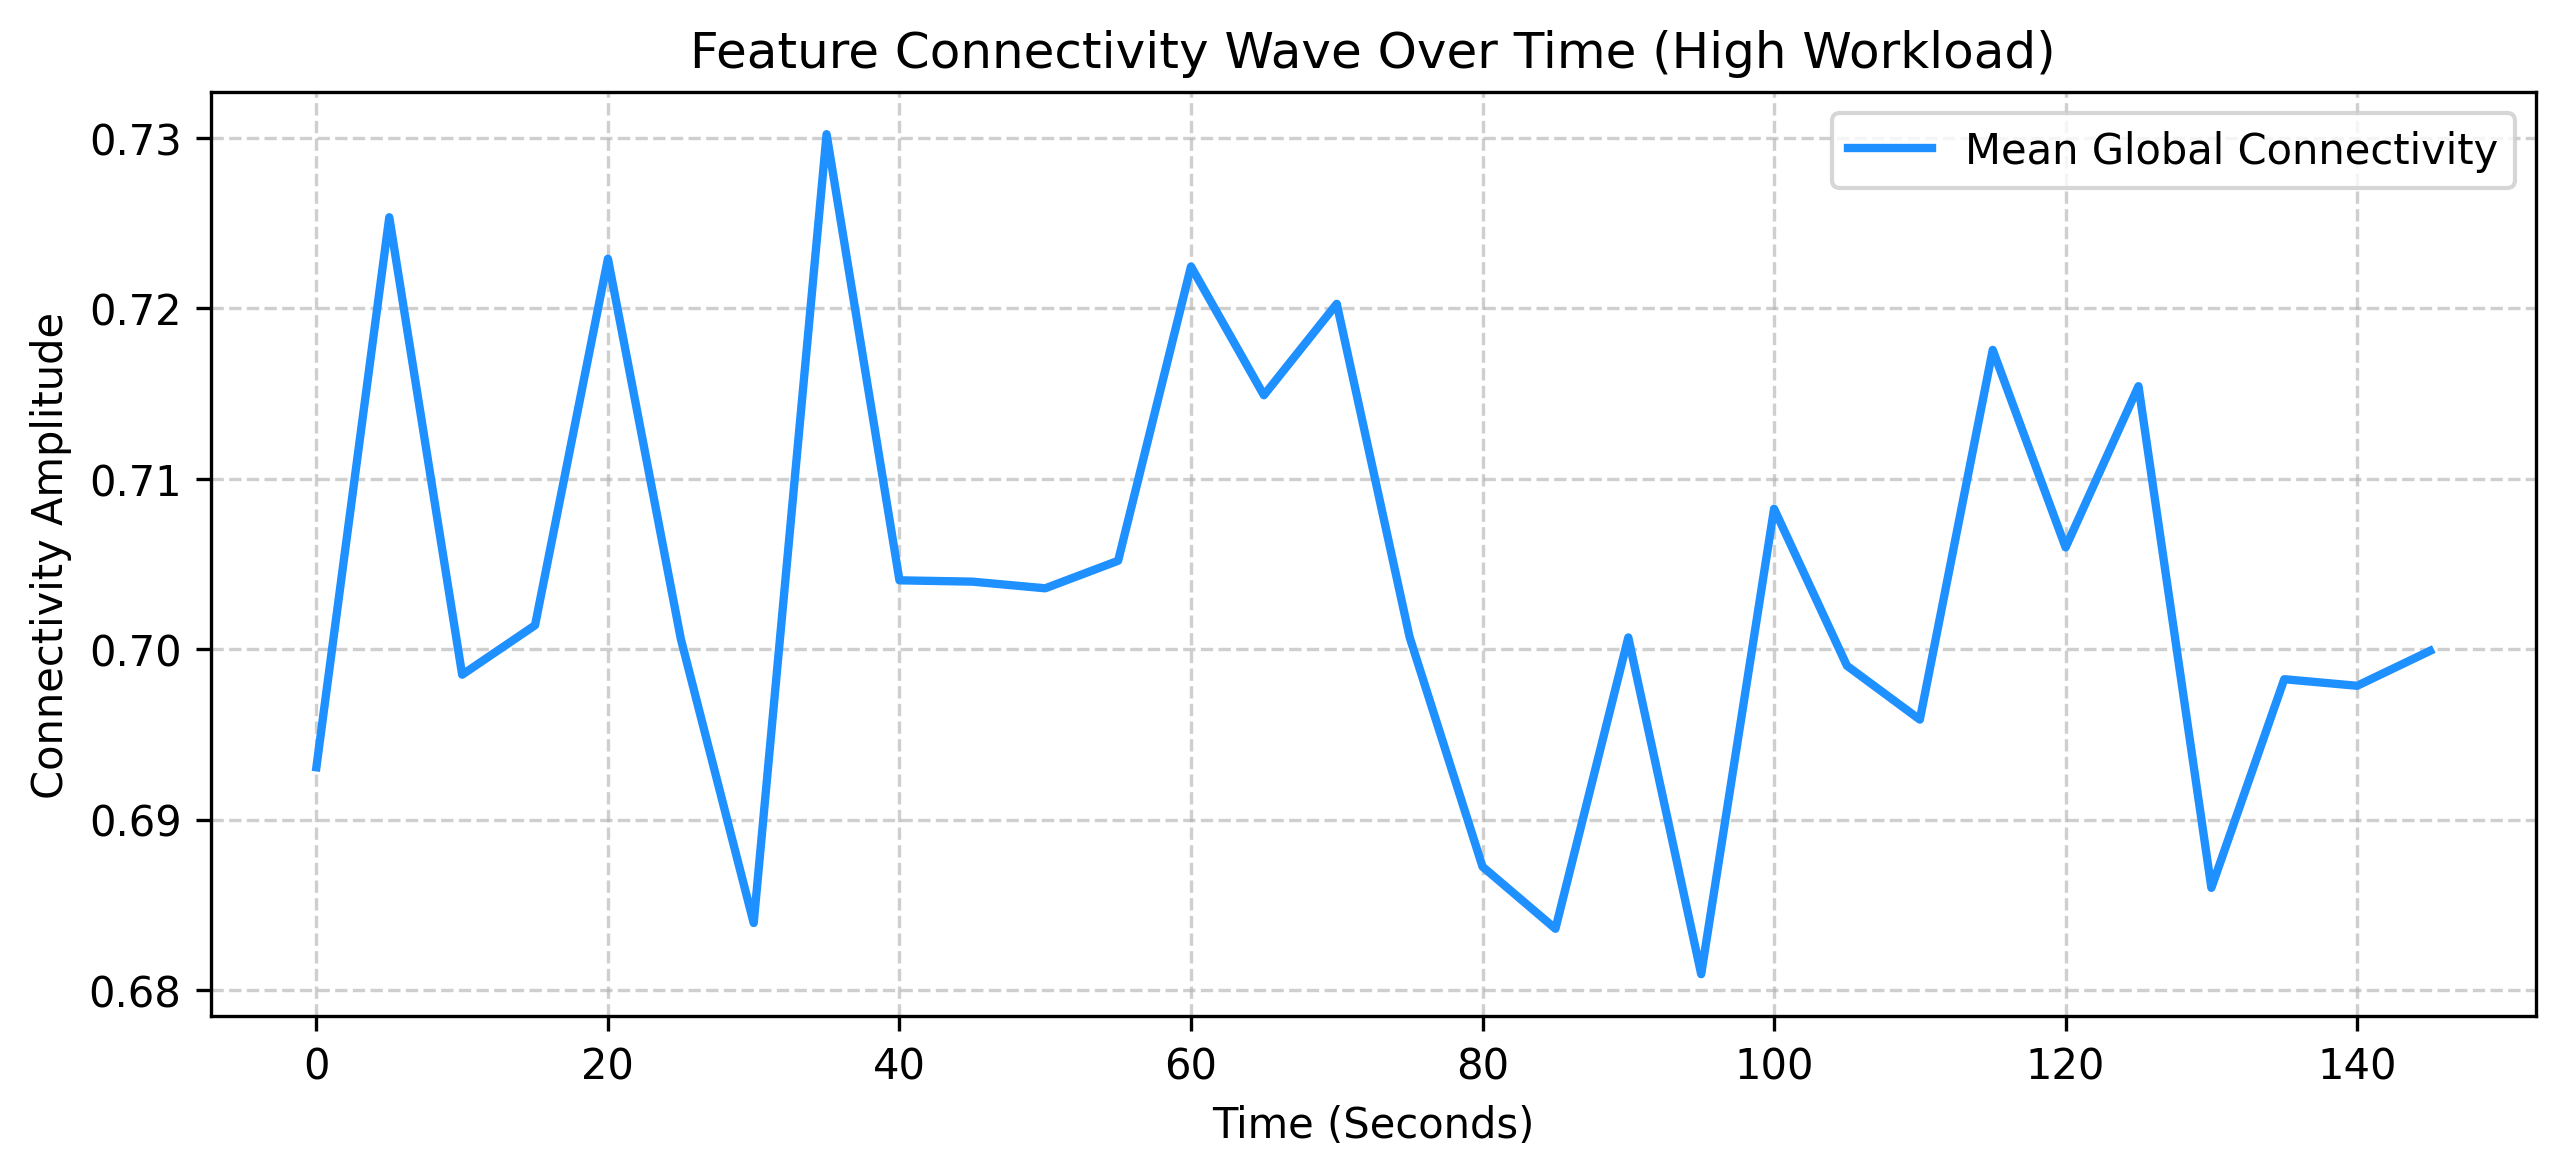 Feature Connectivity Wave Over Time (High Workload)
Mean Global Connectivity
Connectivity Amplitude
0.73
0.72
0.71
0.70
0.69
0.68
0 20 40 60 80 100 120 140
Time (Seconds)